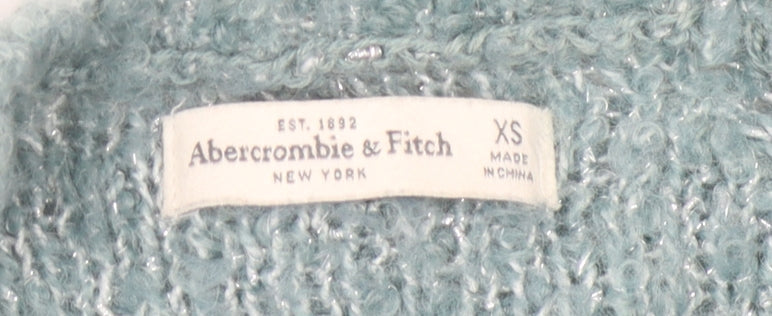 EST. 1892
Abercrombie & Fitch
NEW YORK
XS
MADE
IN CHINA